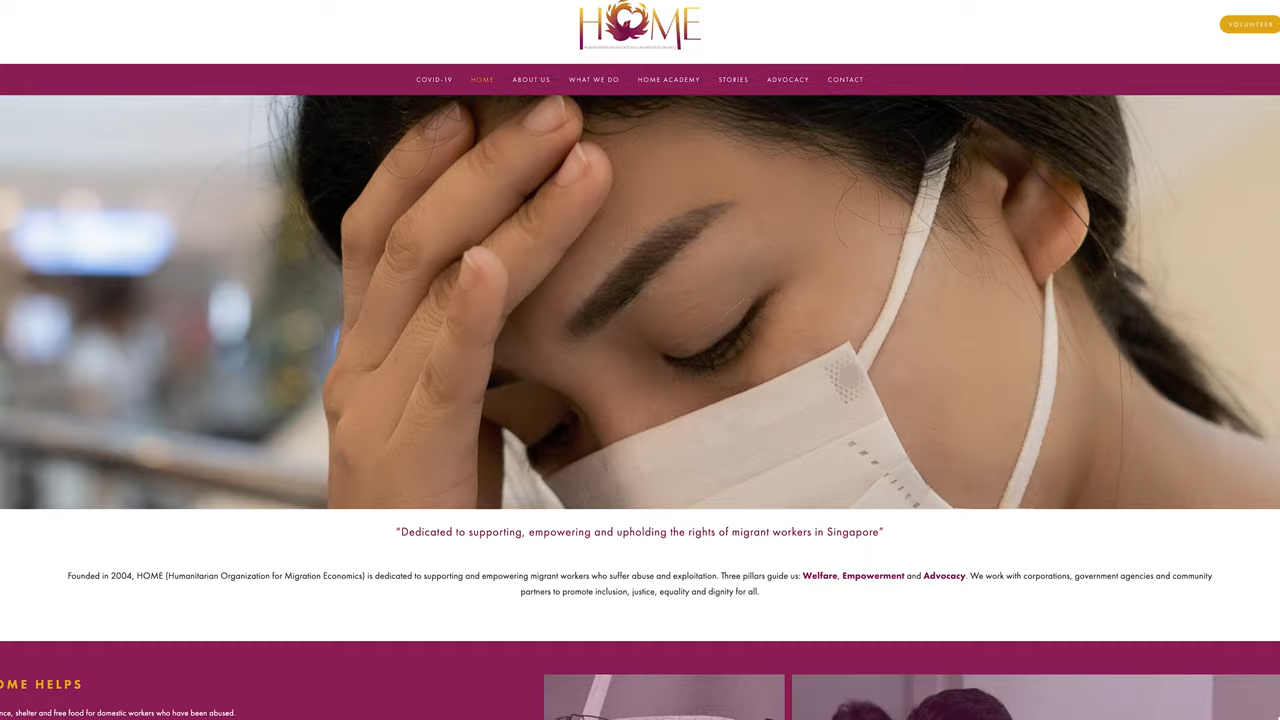 HOME
VOLUNTEER
COVID-19 HOME ABOUT US WHAT WE DO HOME ACADEMY STORIES ADVOCACY CONTACT
“Dedicated to supporting, empowering and upholding the rights of migrant workers in Singapore”
Founded in 2004, HOME (Humanitarian Organization for Migration Economics) is dedicated to supporting and empowering migrant workers who suffer abuse and exploitation. Three pillars guide us: Welfare, Empowerment and Advocacy. We work with corporations, government agencies and community
partners to promote inclusion, justice, equality and dignity for all.
OME HELPS
nce, shelter and free food for domestic workers who have been abused.